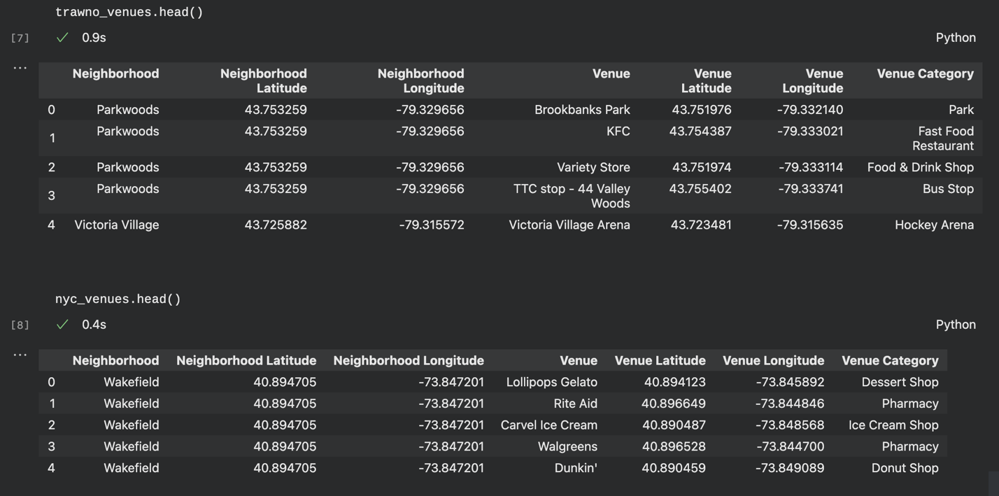 trawno_venues.head()
[7] ✓ 0.9s Python
...
Neighborhood Neighborhood Latitude Neighborhood Longitude Venue Venue Latitude Venue Longitude Venue Category
0 Parkwoods 43.753259 -79.329656 Brookbanks Park 43.751976 -79.332140 Park
1 Parkwoods 43.753259 -79.329656 KFC 43.754387 -79.333021 Fast Food Restaurant
2 Parkwoods 43.753259 -79.329656 Variety Store 43.751974 -79.333114 Food & Drink Shop
3 Parkwoods 43.753259 -79.329656 TTC stop - 44 Valley Woods 43.755402 -79.333741 Bus Stop
4 Victoria Village 43.725882 -79.315572 Victoria Village Arena 43.723481 -79.315635 Hockey Arena
nyc_venues.head()
[8] ✓ 0.4s Python
...
Neighborhood Neighborhood Latitude Neighborhood Longitude Venue Venue Latitude Venue Longitude Venue Category
0 Wakefield 40.894705 -73.847201 Lollipops Gelato 40.894123 -73.845892 Dessert Shop
1 Wakefield 40.894705 -73.847201 Rite Aid 40.896649 -73.844846 Pharmacy
2 Wakefield 40.894705 -73.847201 Carvel Ice Cream 40.890487 -73.848568 Ice Cream Shop
3 Wakefield 40.894705 -73.847201 Walgreens 40.896528 -73.844700 Pharmacy
4 Wakefield 40.894705 -73.847201 Dunkin' 40.890459 -73.849089 Donut Shop